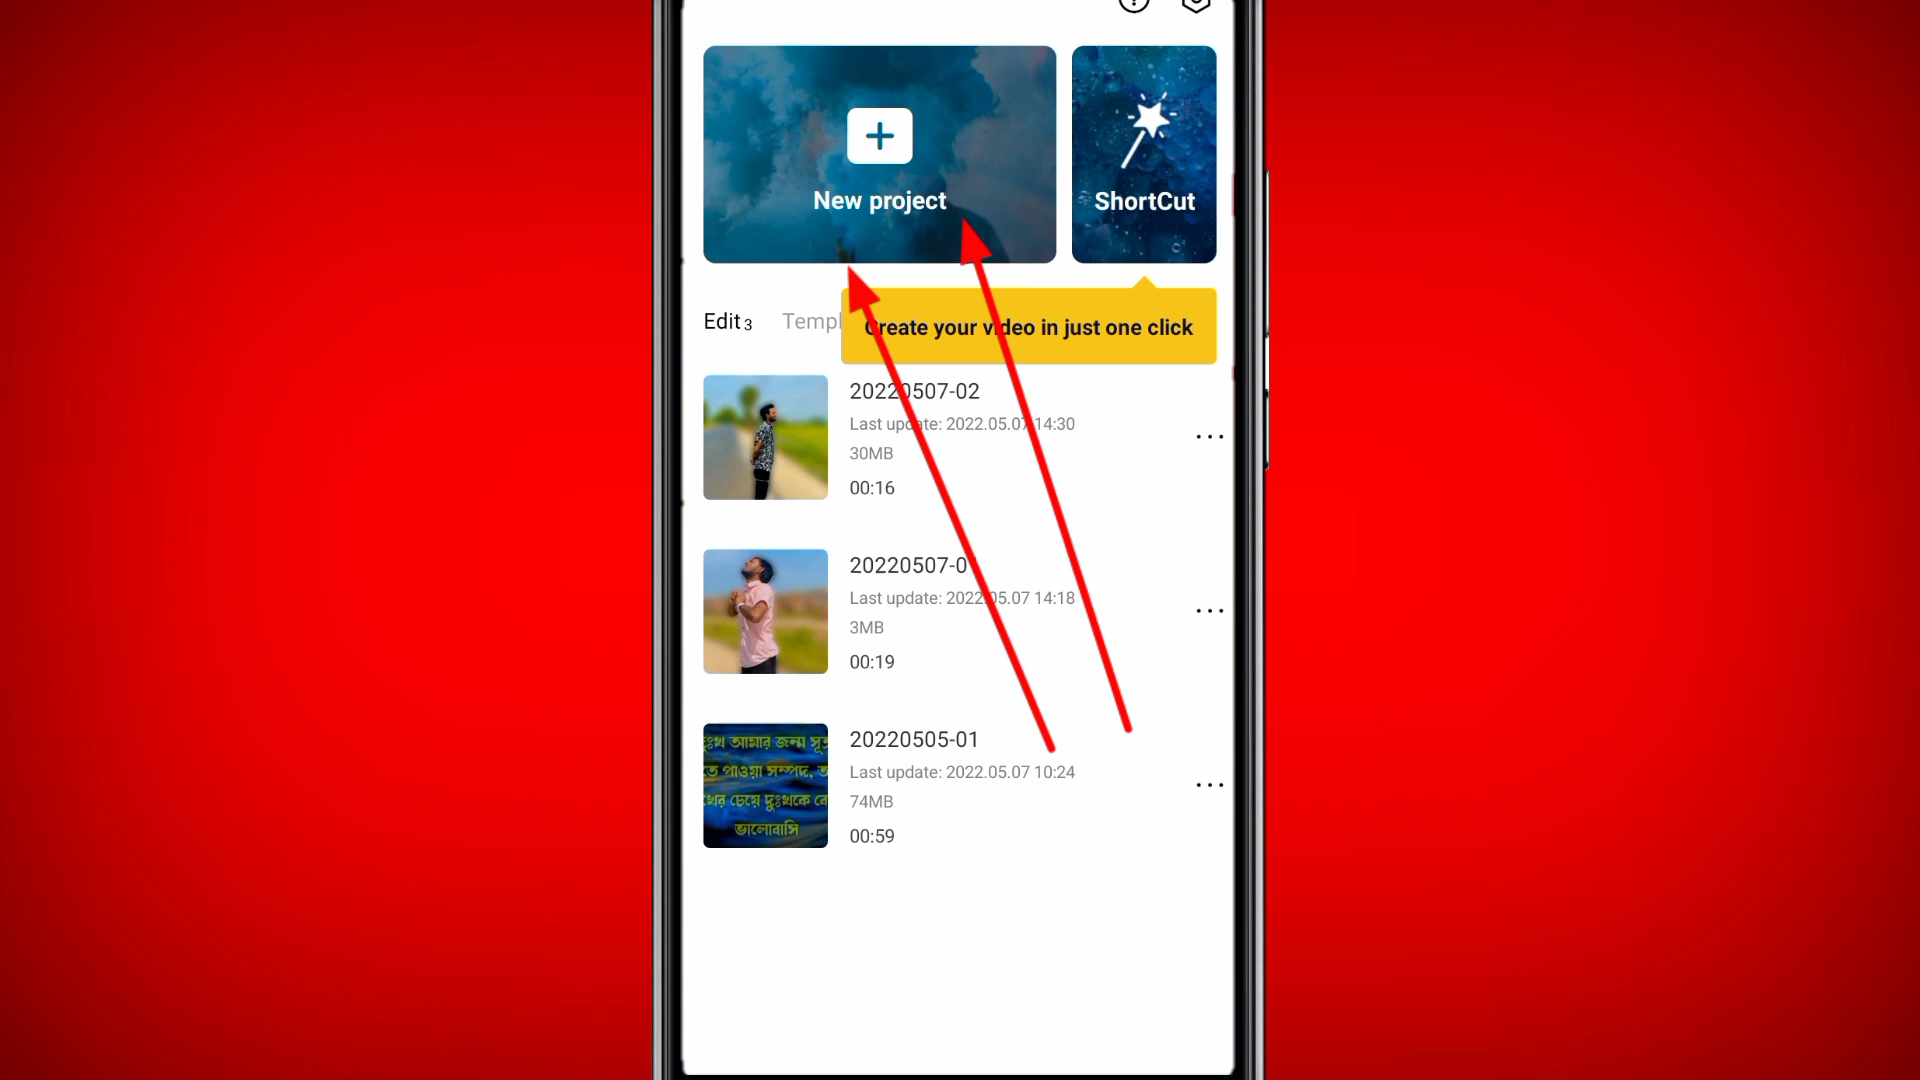 New project
ShortCut
Edit 3
Templ
Create your video in just one click
20220507-02
Last update: 2022.05.07 14:30
30MB
00:16
20220507-0
Last update: 2022.05.07 14:18
3MB
00:19
20220505-01
Last update: 2022.05.07 10:24
74MB
00:59
দুঃখ আমার জন্ম সূত্
তে পাওয়া সম্পদ, ত
খের চেয়ে দুঃখকে বে
ভালোবাসি